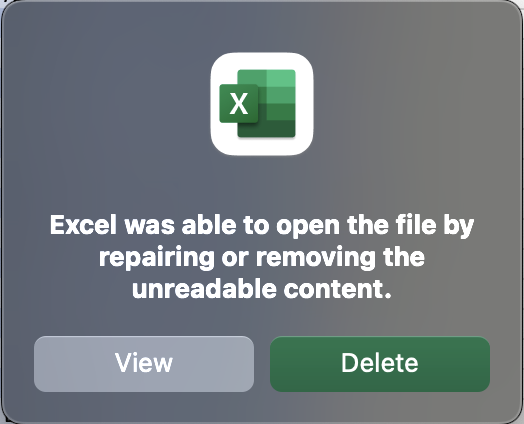 X
Excel was able to open the file by
repairing or removing the
unreadable content.
View
Delete